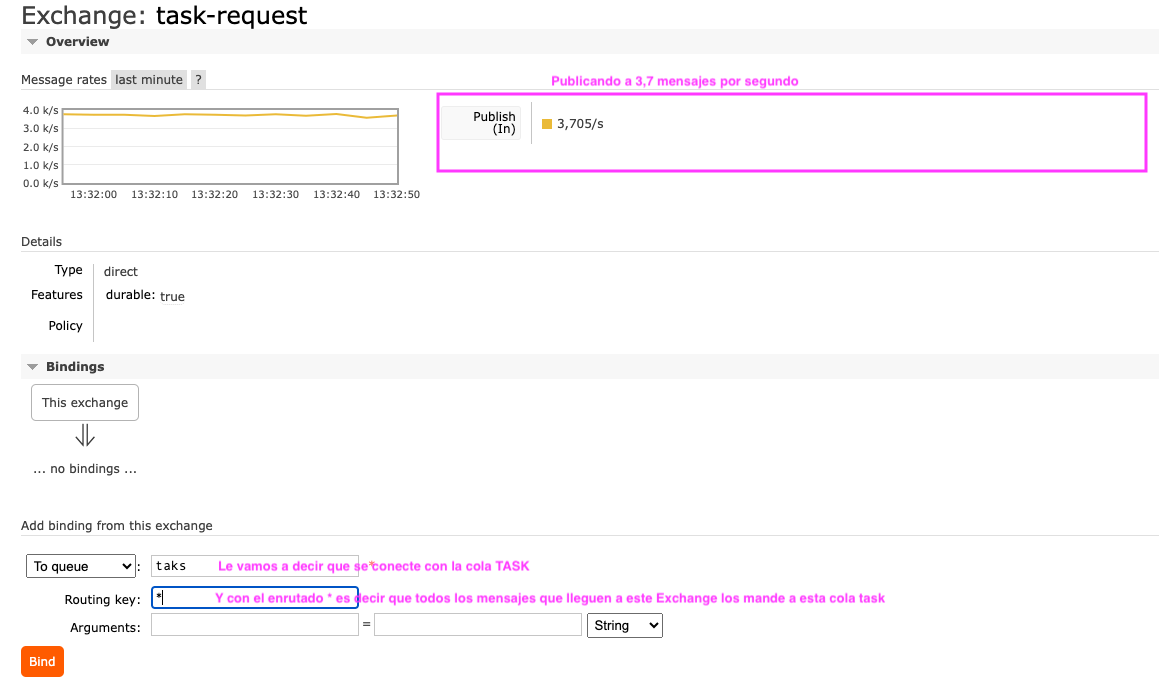 Exchange: task-request
Overview
Message rates last minute ?
Publicando a 3,7 mensajes por segundo
4.0 k/s
3.0 k/s
2.0 k/s
1.0 k/s
0.0 k/s
13:32:00 13:32:10 13:32:20 13:32:30 13:32:40 13:32:50
Publish
(In)
3,705/s
Details
Type direct
Features durable: true
Policy
Bindings
This exchange
⇓
... no bindings ...
Add binding from this exchange
To queue : taks * Le vamos a decir que se conecte con la cola TASK
Routing key: * Y con el enrutado * es decir que todos los mensajes que lleguen a este Exchange los mande a esta cola task
Arguments: = String
Bind